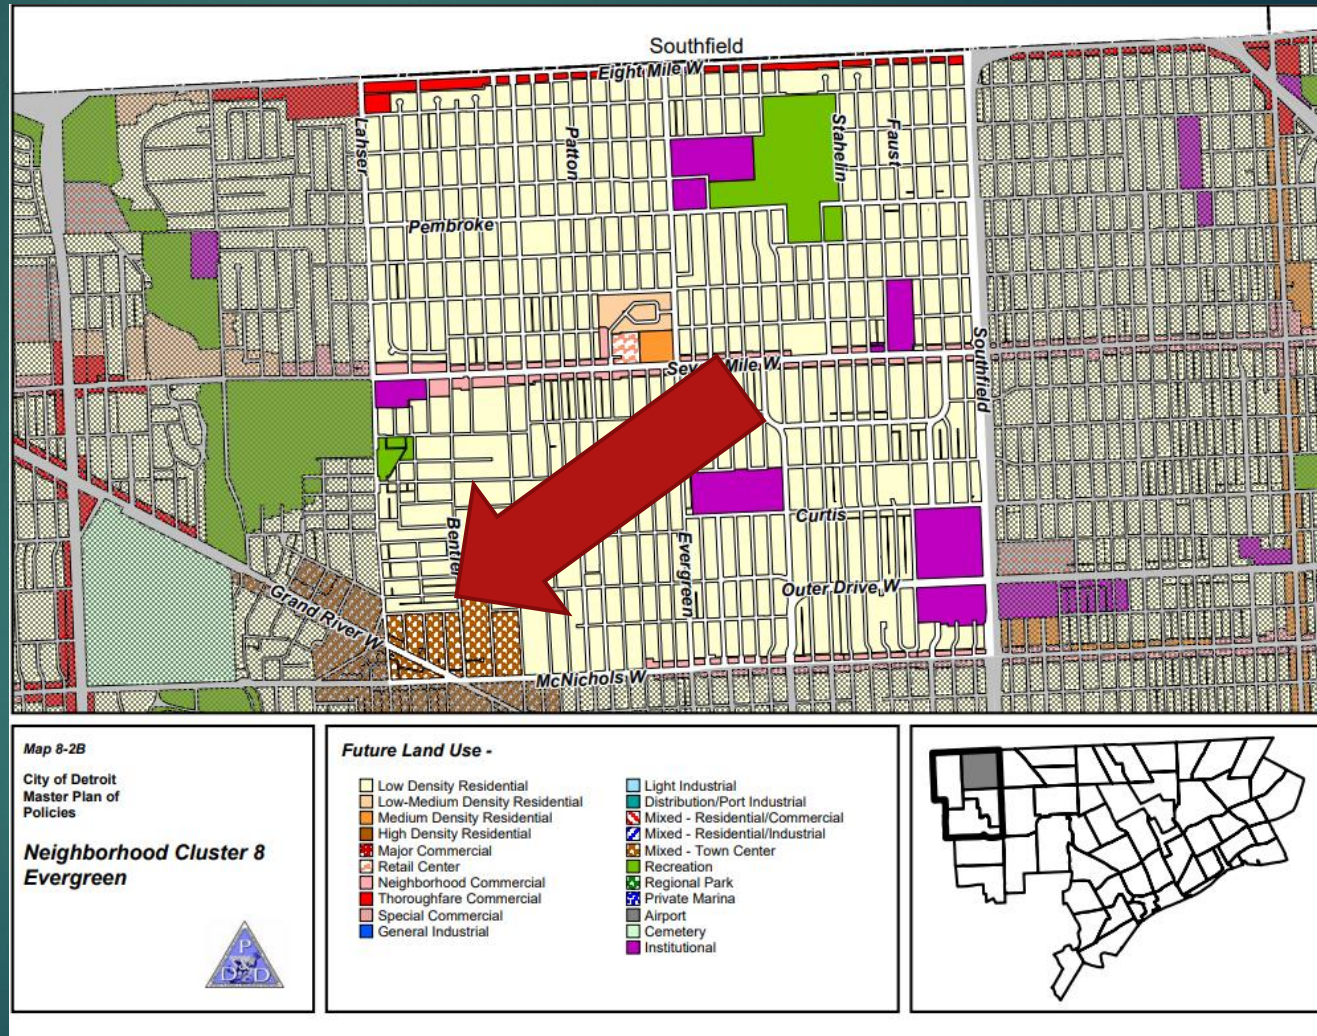 Southfield
Eight Mile W
Lahser
Patton
Stahelin
Faust
Pembroke
Southfield
Mile W
Curtis
Evergreen
Outer Drive W
Grand River W
McNichols W
Map 8-2B
City of Detroit
Master Plan of
Policies
Neighborhood Cluster 8
Evergreen
P
D D
Future Land Use -
Low Density Residential
Low-Medium Density Residential
Medium Density Residential
High Density Residential
Major Commercial
Retail Center
Neighborhood Commercial
Thoroughfare Commercial
Special Commercial
General Industrial
Light Industrial
Distribution/Port Industrial
Mixed - Residential/Commercial
Mixed - Residential/Industrial
Mixed - Town Center
Recreation
Regional Park
Private Marina
Airport
Cemetery
Institutional